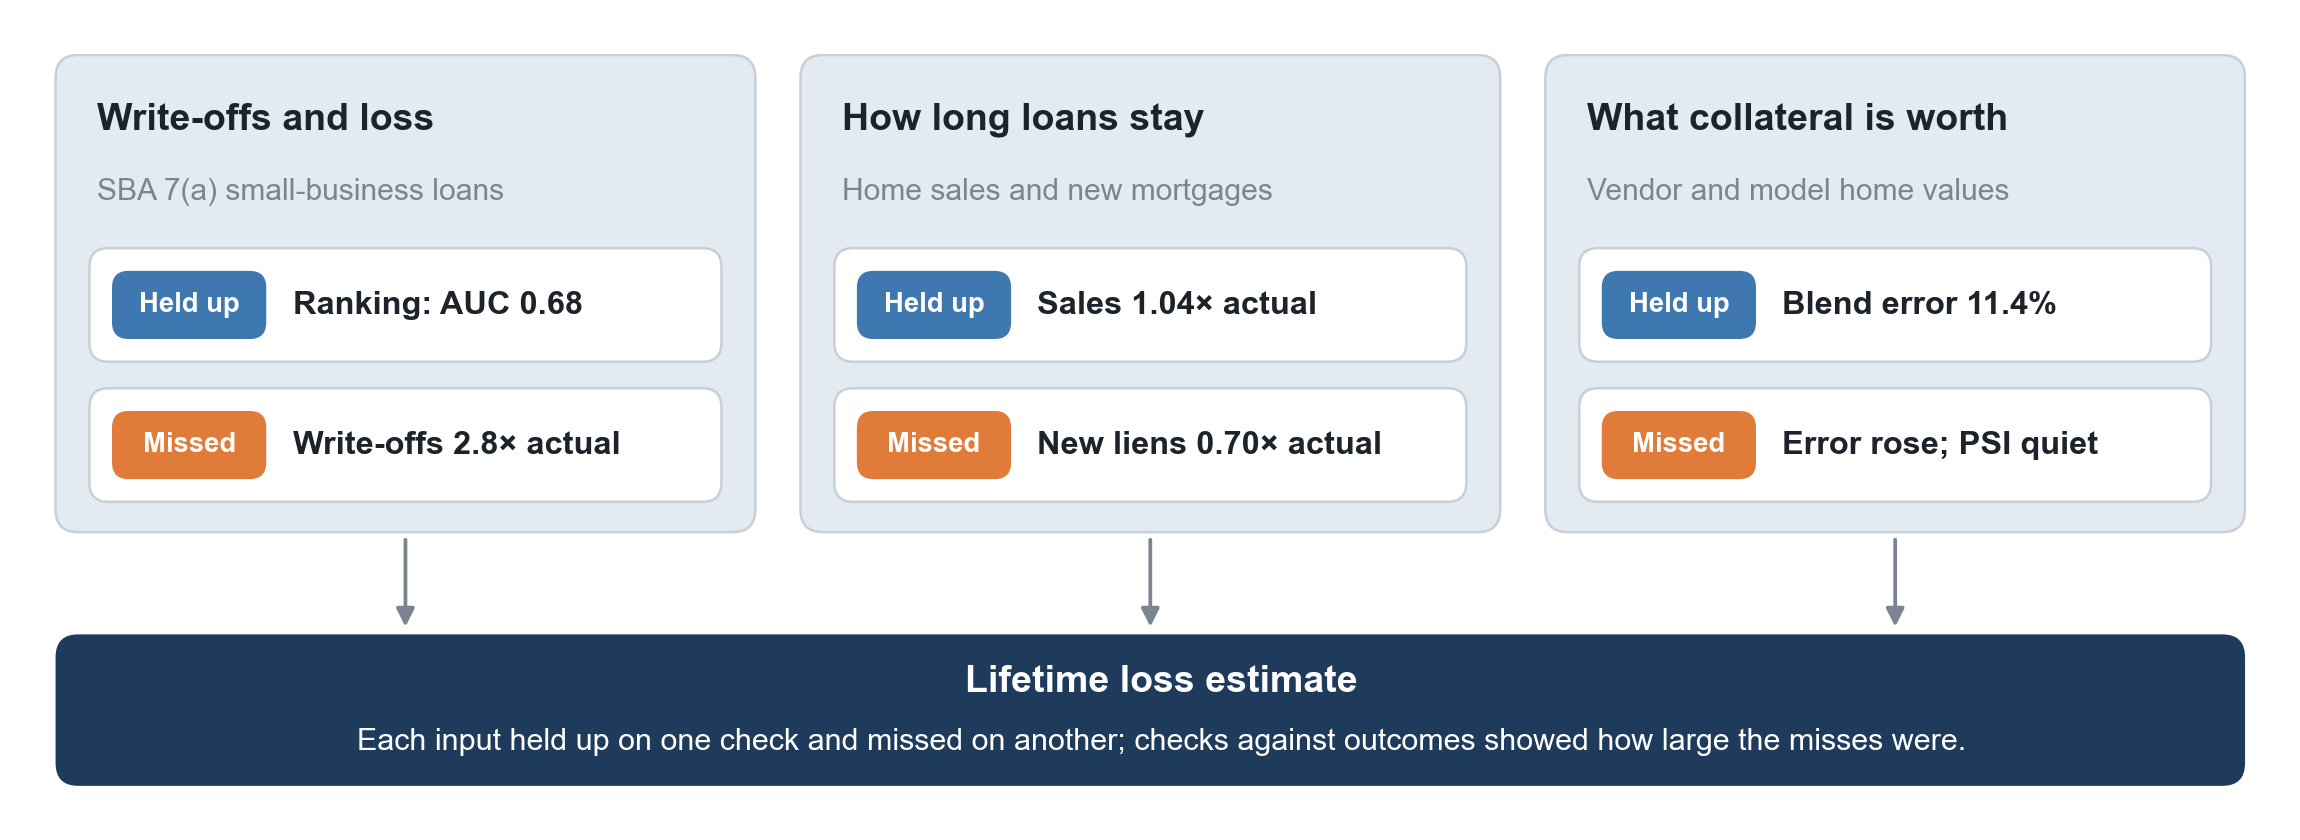 Write-offs and loss
SBA 7(a) small-business loans
Held up
Ranking: AUC 0.68
Missed
Write-offs 2.8× actual
How long loans stay
Home sales and new mortgages
Held up
Sales 1.04× actual
Missed
New liens 0.70× actual
What collateral is worth
Vendor and model home values
Held up
Blend error 11.4%
Missed
Error rose; PSI quiet
Lifetime loss estimate
Each input held up on one check and missed on another; checks against outcomes showed how large the misses were.